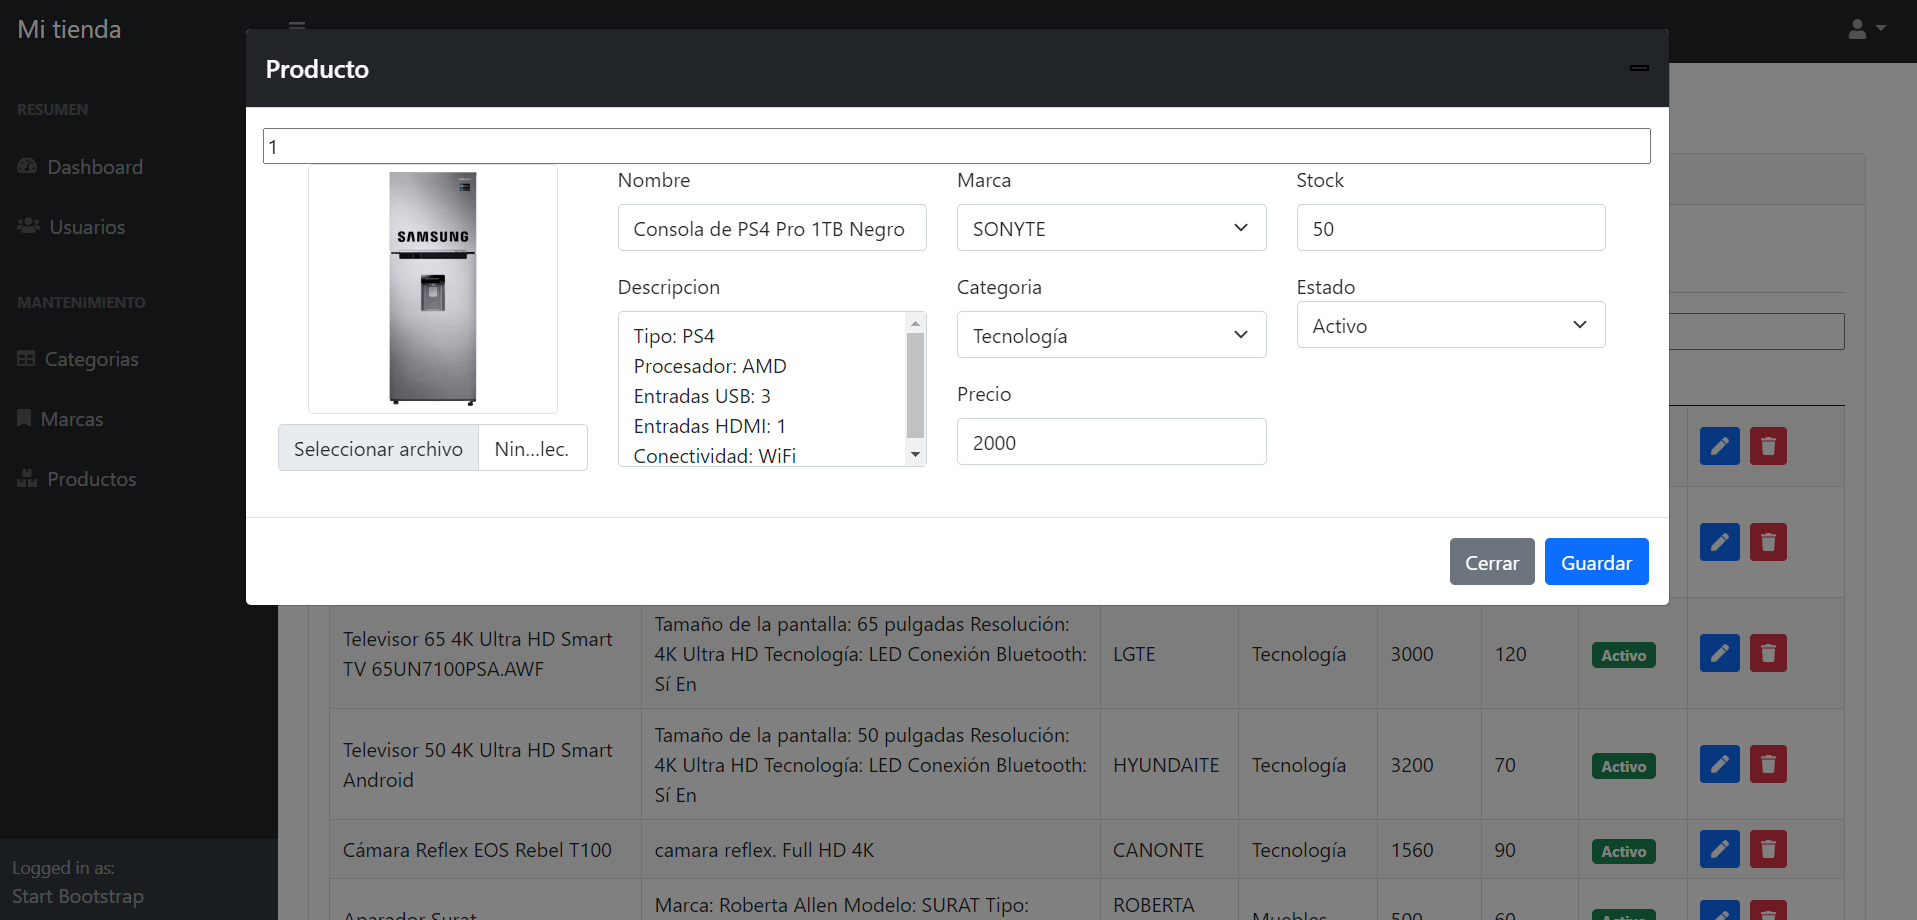 Mi tienda
RESUMEN
Dashboard
Usuarios
MANTENIMIENTO
Categorias
Marcas
Productos
Logged in as:
Start Bootstrap
Producto
1
SAMSUNG
Seleccionar archivo
Nin...lec.
Nombre
Consola de PS4 Pro 1TB Negro
Descripcion
Tipo: PS4
Procesador: AMD
Entradas USB: 3
Entradas HDMI: 1
Conectividad: WiFi
Marca
SONYTE
Categoria
Tecnología
Precio
2000
Stock
50
Estado
Activo
Cerrar
Guardar
Televisor 65 4K Ultra HD Smart
TV 65UN7100PSA.AWF
Tamaño de la pantalla: 65 pulgadas Resolución:
4K Ultra HD Tecnología: LED Conexión Bluetooth:
Sí En
LGTE
Tecnología
3000
120
Activo
Televisor 50 4K Ultra HD Smart
Android
Tamaño de la pantalla: 50 pulgadas Resolución:
4K Ultra HD Tecnología: LED Conexión Bluetooth:
Sí En
HYUNDAITE
Tecnología
3200
70
Activo
Cámara Reflex EOS Rebel T100
camara reflex. Full HD 4K
CANONTE
Tecnología
1560
90
Activo
Aparador Surat
Marca: Roberta Allen Modelo: SURAT Tipo:
ROBERTA
Muebles
500
60
Activo